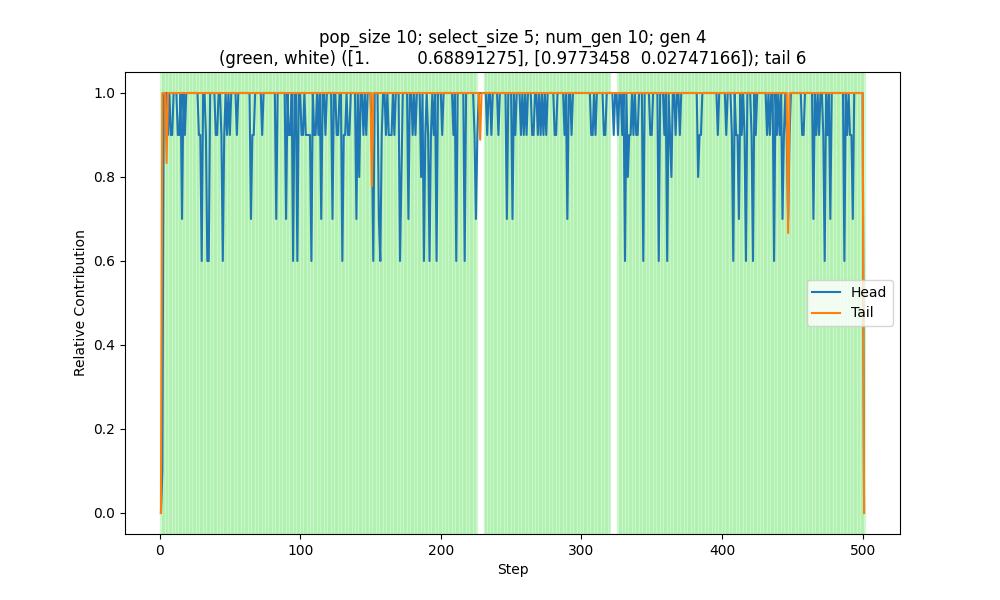 pop_size 10; select_size 5; num_gen 10; gen 4
(green, white) ([1.         0.68891275], [0.9773458  0.02747166]); tail 6
1.0
0.8
0.6
0.4
0.2
0.0
Relative Contribution
Head
Tail
0
100
200
300
400
500
Step